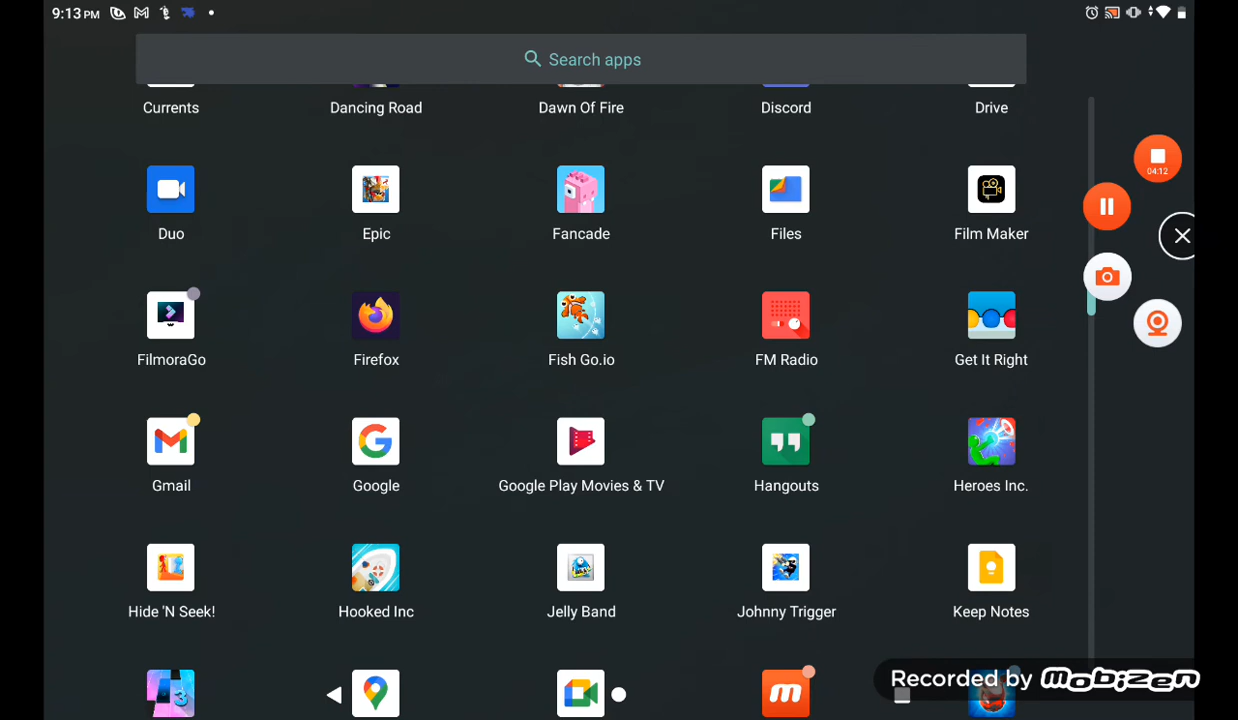 9:13 PM
Search apps
Currents Dancing Road Dawn Of Fire Discord Drive
04:12
Duo Epic Fancade Files Film Maker
FilmoraGo Firefox Fish Go.io FM Radio Get It Right
Gmail Google Google Play Movies & TV Hangouts Heroes Inc.
Hide 'N Seek! Hooked Inc Jelly Band Johnny Trigger Keep Notes
3
Recorded by mobizen